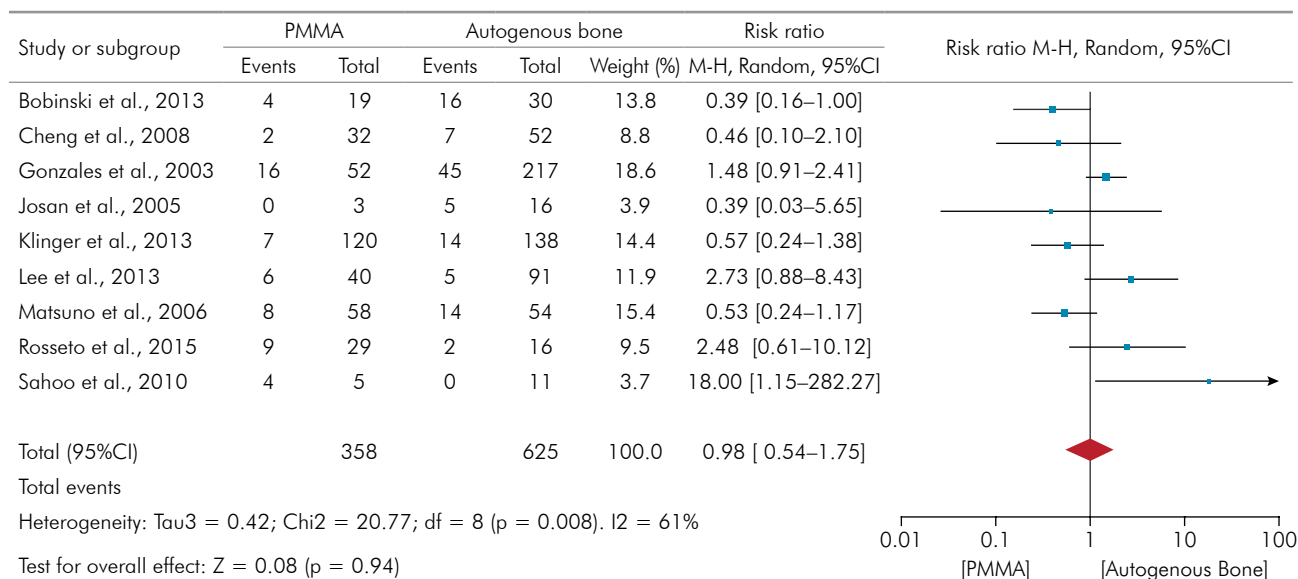 Study or subgroup PMMA Autogenous bone Risk ratio Risk ratio M-H, Random, 95%CI
Events Total Events Total Weight (%) M-H, Random, 95%CI
Bobinski et al., 2013 4 19 16 30 13.8 0.39 [0.16–1.00]
Cheng et al., 2008 2 32 7 52 8.8 0.46 [0.10–2.10]
Gonzales et al., 2003 16 52 45 217 18.6 1.48 [0.91–2.41]
Josan et al., 2005 0 3 5 16 3.9 0.39 [0.03–5.65]
Klinger et al., 2013 7 120 14 138 14.4 0.57 [0.24–1.38]
Lee et al., 2013 6 40 5 91 11.9 2.73 [0.88–8.43]
Matsuno et al., 2006 8 58 14 54 15.4 0.53 [0.24–1.17]
Rosseto et al., 2015 9 29 2 16 9.5 2.48 [0.61–10.12]
Sahoo et al., 2010 4 5 0 11 3.7 18.00 [1.15–282.27]
Total (95%CI) 358 625 100.0 0.98 [ 0.54–1.75]
Total events
Heterogeneity: Tau3 = 0.42; Chi2 = 20.77; df = 8 (p = 0.008). I2 = 61%
0.01 0.1 1 10 100
Test for overall effect: Z = 0.08 (p = 0.94) [PMMA] [Autogenous Bone]